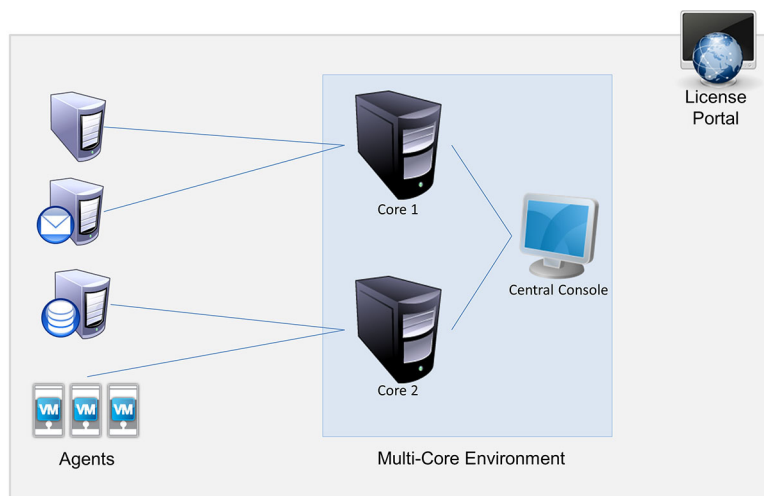 License
Portal
Core 1
Central Console
Core 2
VM VM VM
Agents
Multi-Core Environment